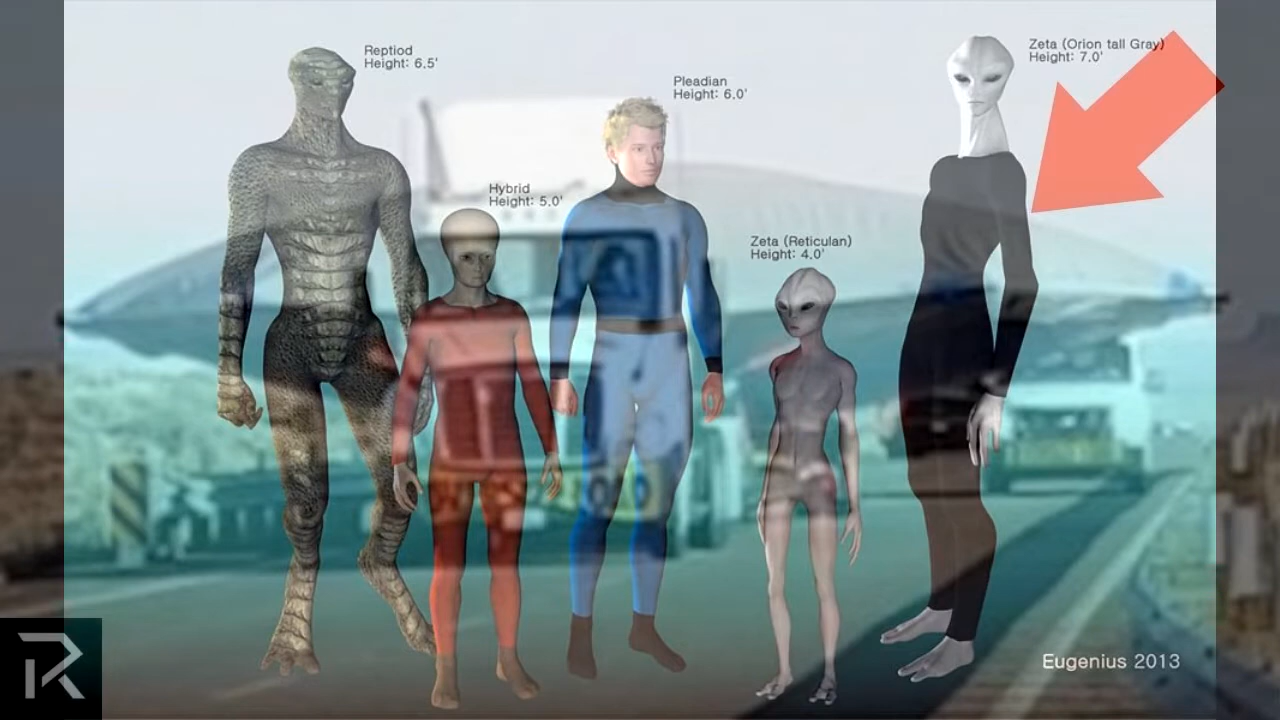 Reptiod
Height: 6.5'
Hybrid
Height: 5.0'
Pleadian
Height: 6.0'
Zeta (Reticulan)
Height: 4.0'
Zeta (Orion tall Gray)
Height: 7.0'
Eugenius 2013